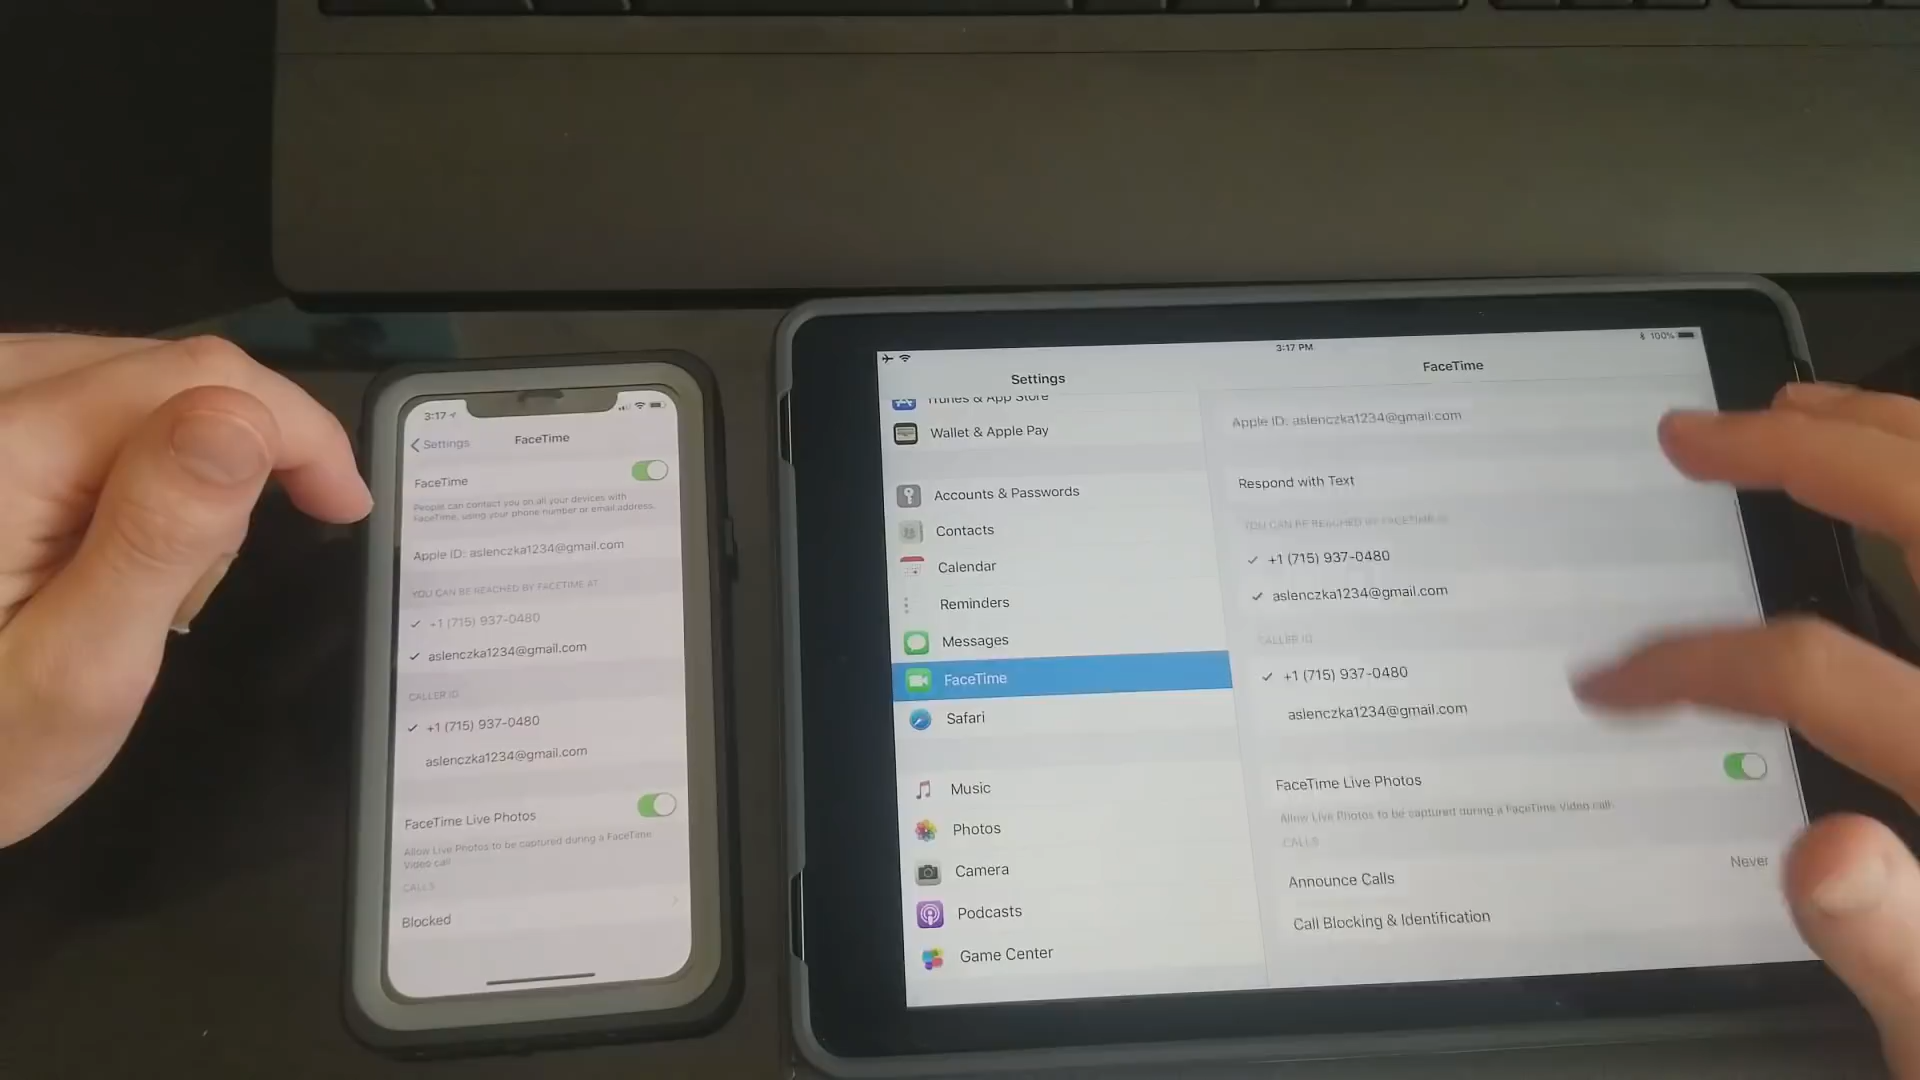 3:17
Settings
FaceTime
FaceTime
People can contact you on all your devices with
FaceTime, using your phone number or email address.
Apple ID: aslenczka1234@gmail.com
YOU CAN BE REACHED BY FACETIME AT
✓ +1 (715) 937-0480
✓ aslenczka1234@gmail.com
CALLER ID
✓ +1 (715) 937-0480
aslenczka1234@gmail.com
FaceTime Live Photos
Allow Live Photos to be captured during a FaceTime
Video call.
CALLS
Blocked
3:17 PM
100%
Settings
iTunes & App Store
Wallet & Apple Pay
Accounts & Passwords
Contacts
Calendar
Reminders
Messages
FaceTime
Safari
Music
Photos
Camera
Podcasts
Game Center
FaceTime
Apple ID: aslenczka1234@gmail.com
Respond with Text
YOU CAN BE REACHED BY FACETIME AT
✓ +1 (715) 937-0480
✓ aslenczka1234@gmail.com
CALLER ID
✓ +1 (715) 937-0480
aslenczka1234@gmail.com
FaceTime Live Photos
Allow Live Photos to be captured during a FaceTime Video call.
CALLS
Announce Calls
Never
Call Blocking & Identification